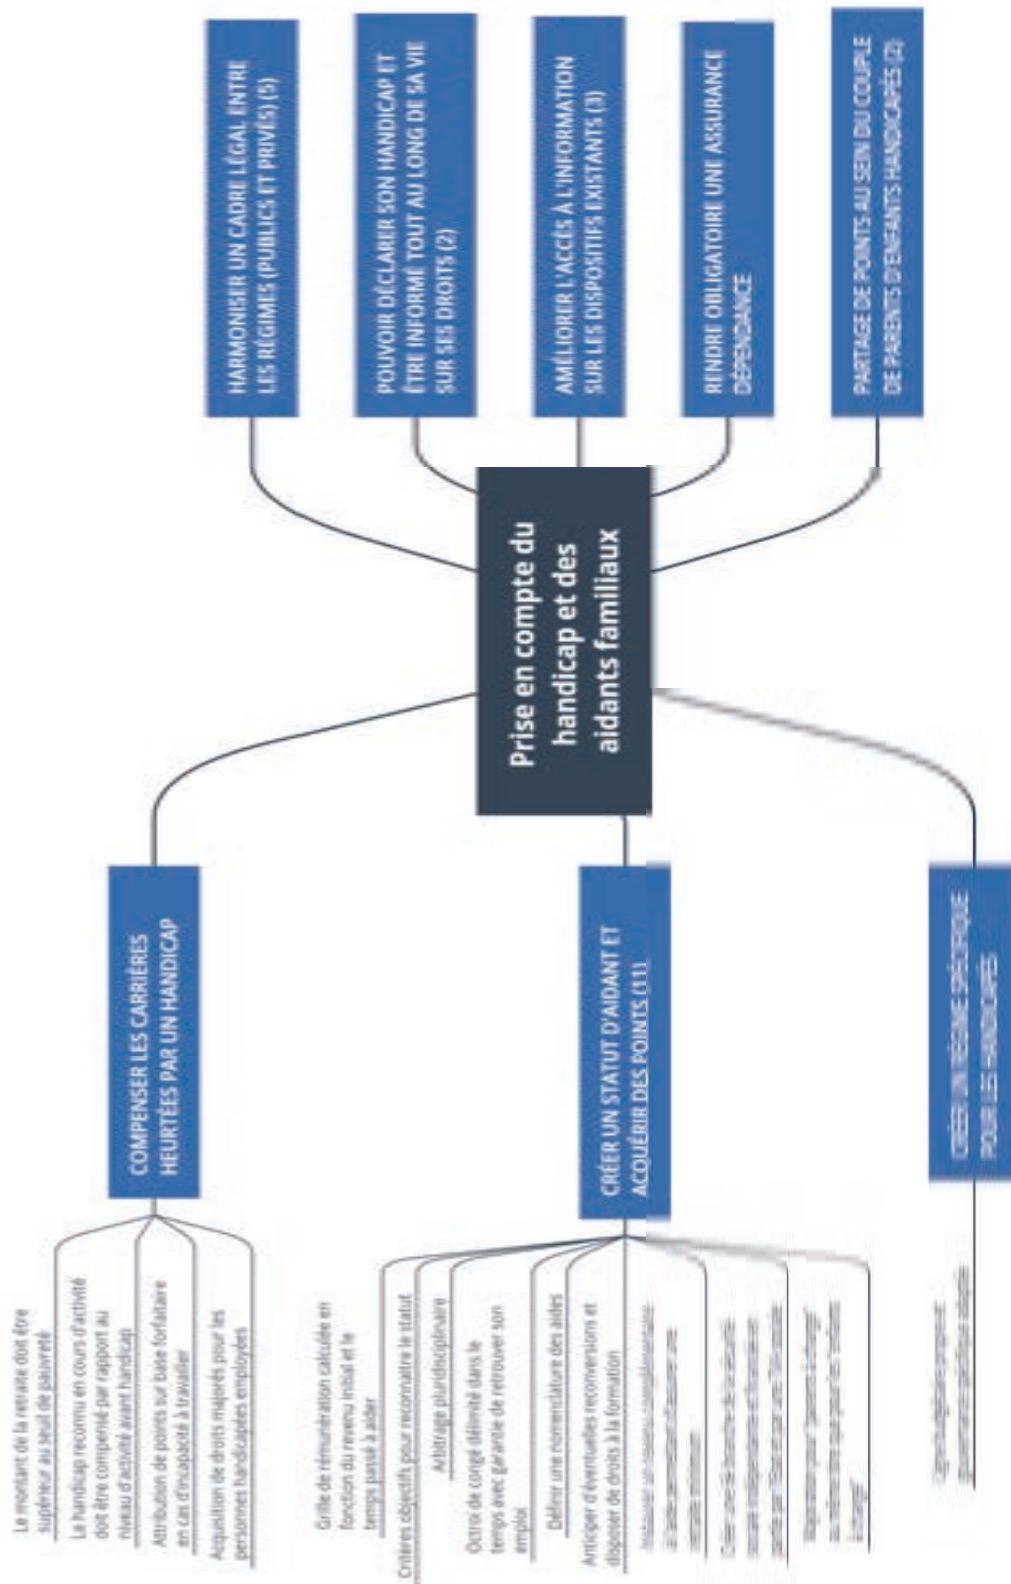 Prise en compte du
handicap et des
aidants familiaux
HARMONISER UN CADRE LÉGAL ENTRE
LES RÉGIMES (PUBLICS ET PRIVÉS) (5)
POUVOIR DÉCLARER SON HANDICAP ET
ÊTRE INFORMÉ TOUT AU LONG DE SA VIE
SUR SES DROITS (2)
AMÉLIORER L'ACCÈS À L'INFORMATION
SUR LES DISPOSITIFS EXISTANTS (3)
RENDRE OBLIGATOIRE UNE ASSURANCE
DÉPENDANCE
PARTAGE DE POINTS AU SEIN DU COUPLE
DE PARENTS D'ENFANTS HANDICAPÉS (2)
COMPENSER LES CARRIÈRES
HEURTÉES PAR UN HANDICAP
Le montant de la retraite doit être
supérieur au seuil de pauvreté
Le handicap reconnu en cours d'activité
doit être compensé par rapport au
niveau d'activité avant handicap
Attribution de points sur base forfaitaire
en cas d'incapacité à travailler
Acquisition de droits majorés pour les
personnes handicapées employées
CRÉER UN STATUT D'AIDANT ET
ACQUÉRIR DES POINTS (11)
Grille de rémunération calculée en
fonction du revenu initial et le
temps passé à aider
Critères objectifs pour reconnaitre le statut
Arbitrage pluridisciplinaire
Octroi de congé délimité dans le
temps avec garantie de retrouver son
emploi
Définir une nomenclature des aides
Anticiper d'éventuelles reconversions et
disposer de droits à la formation
CRÉER UN RÉGIME SPÉCIFIQUE
POUR LES HANDICAPÉS